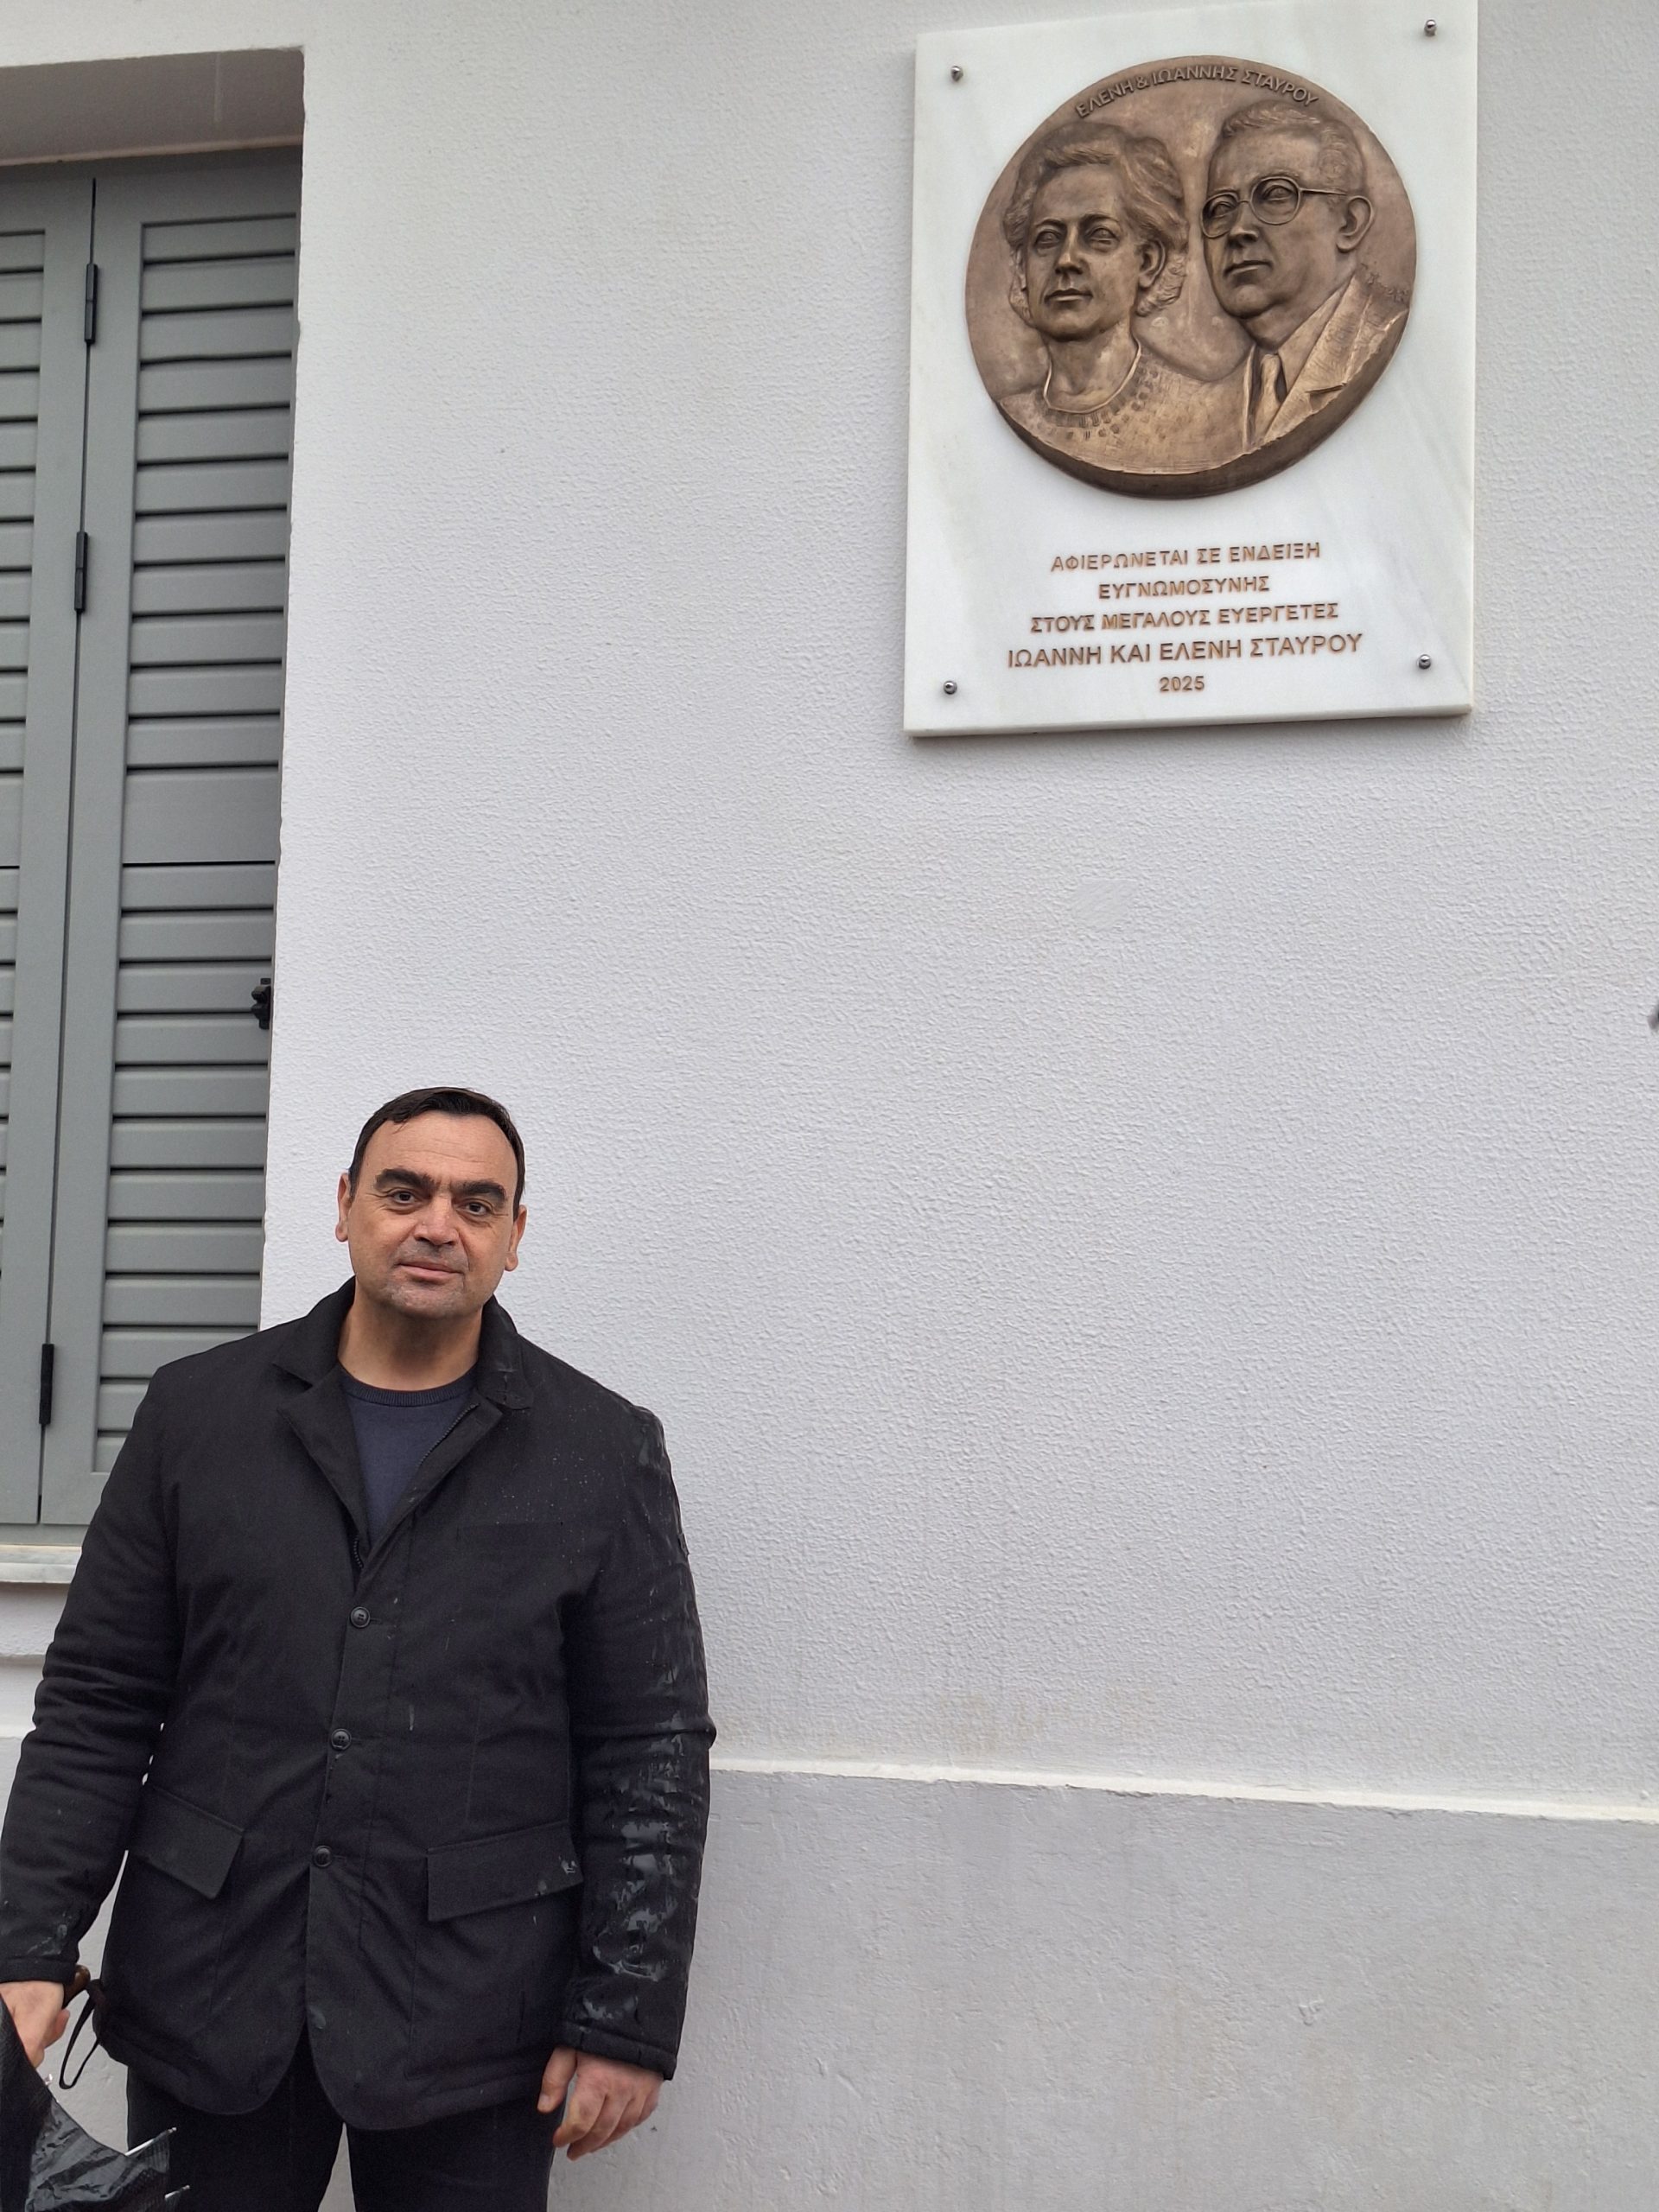 ΕΛΕΝΗ & ΙΩΑΝΝΗΣ ΣΤΑΥΡΟΥ
ΑΦΙΕΡΩΝΕΤΑΙ ΣΕ ΕΝΔΕΙΞΗ
ΕΥΓΝΩΜΟΣΥΝΗΣ
ΣΤΟΥΣ ΜΕΓΑΛΟΥΣ ΕΥΕΡΓΕΤΕΣ
ΙΩΑΝΝΗ ΚΑΙ ΕΛΕΝΗ ΣΤΑΥΡΟΥ
2025